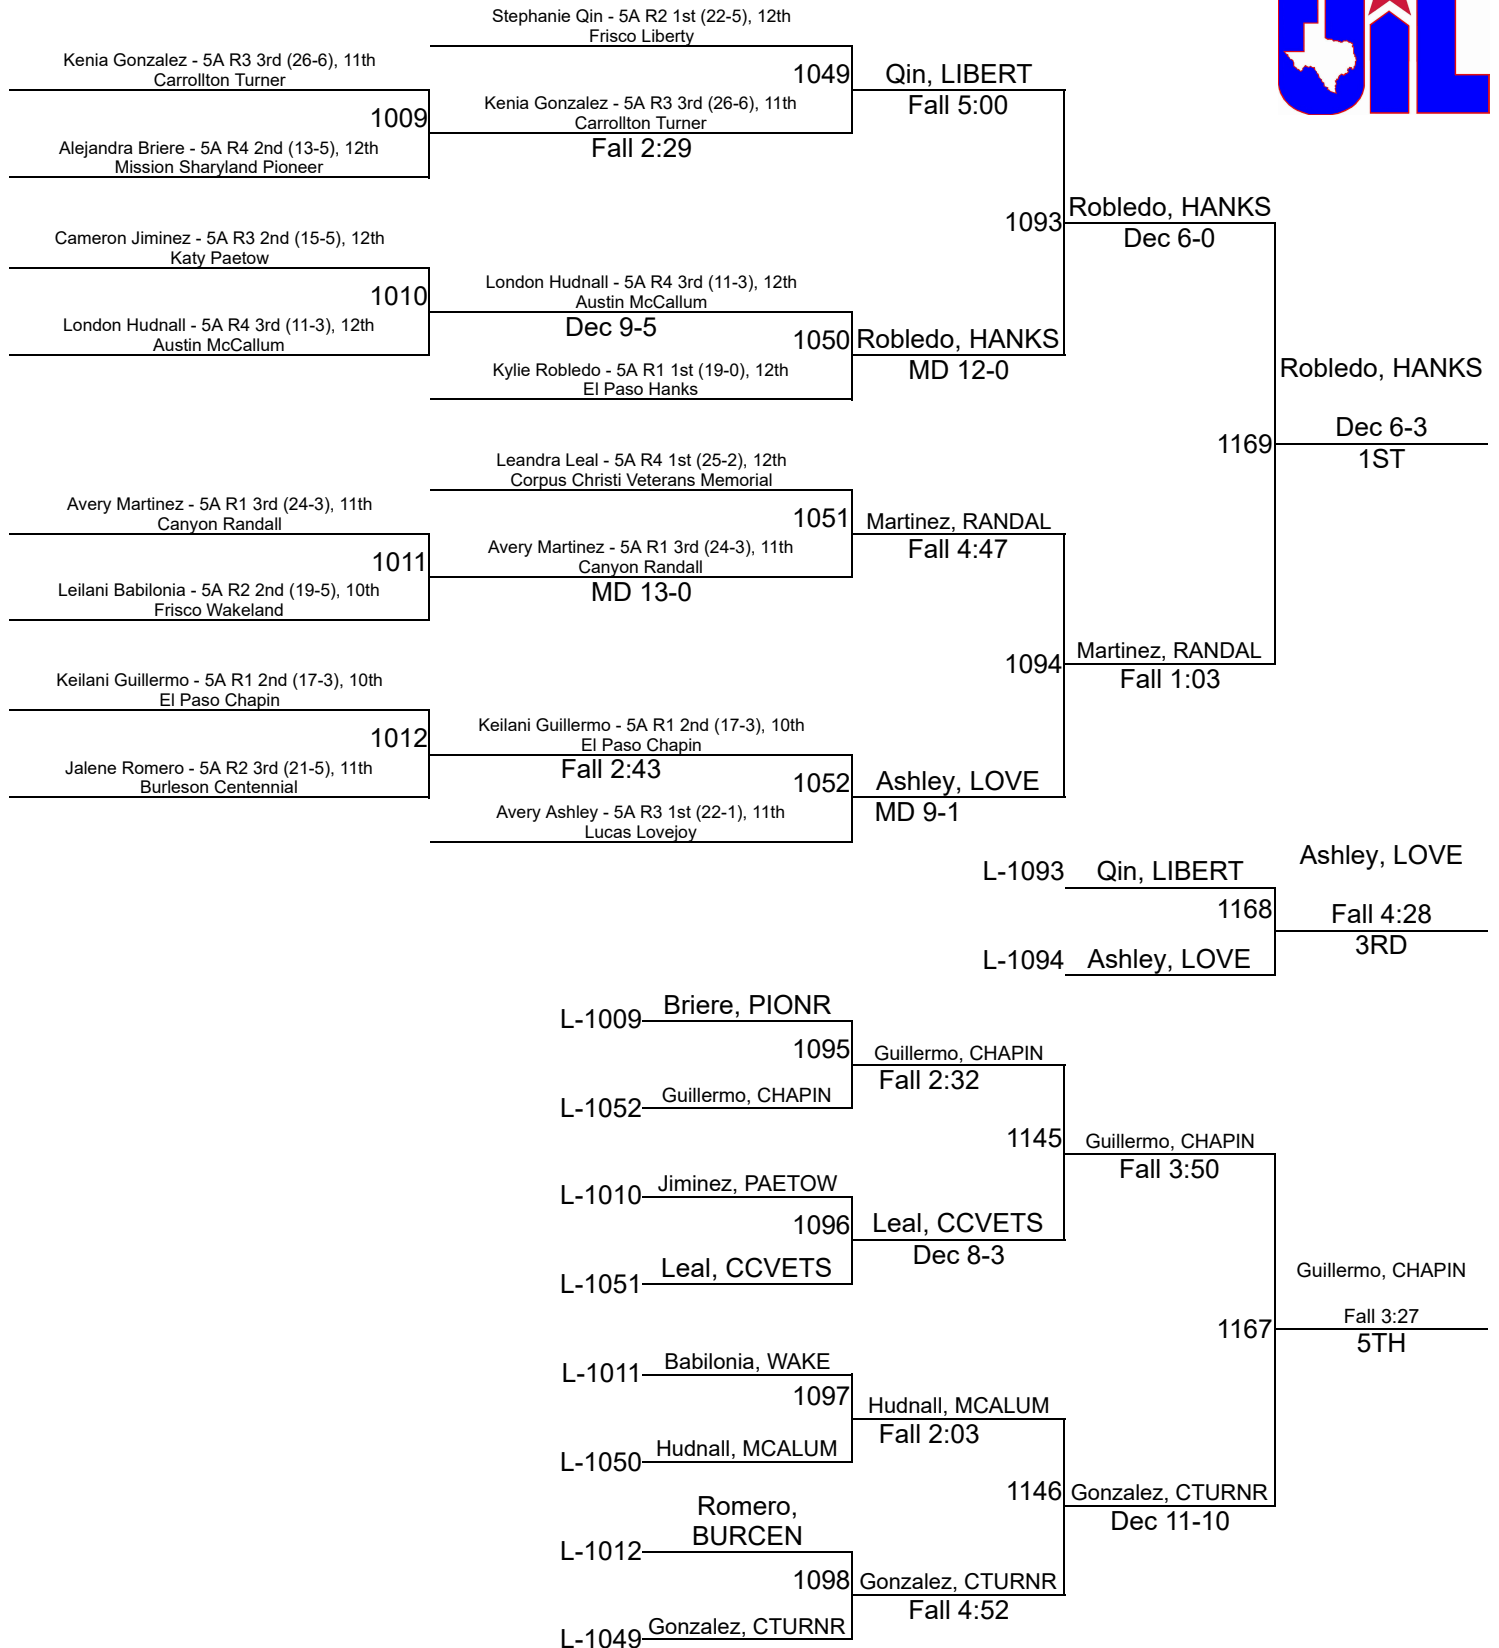 Stephanie Qin - 5A R2 1st (22-5), 12th
Frisco Liberty
UIL
Kenia Gonzalez - 5A R3 3rd (26-6), 11th
Carrollton Turner
1049
Qin, LIBERT
Fall 5:00
Kenia Gonzalez - 5A R3 3rd (26-6), 11th
Carrollton Turner
1009
Fall 2:29
Alejandra Briere - 5A R4 2nd (13-5), 12th
Mission Sharyland Pioneer
1093
Robledo, HANKS
Dec 6-0
Cameron Jiminez - 5A R3 2nd (15-5), 12th
Katy Paetow
1010
London Hudnall - 5A R4 3rd (11-3), 12th
Austin McCallum
Dec 9-5
London Hudnall - 5A R4 3rd (11-3), 12th
Austin McCallum
1050
Robledo, HANKS
MD 12-0
Kylie Robledo - 5A R1 1st (19-0), 12th
El Paso Hanks
Robledo, HANKS
1169
Dec 6-3
1ST
Leandra Leal - 5A R4 1st (25-2), 12th
Corpus Christi Veterans Memorial
Avery Martinez - 5A R1 3rd (24-3), 11th
Canyon Randall
1051
Martinez, RANDAL
Fall 4:47
Avery Martinez - 5A R1 3rd (24-3), 11th
Canyon Randall
1011
MD 13-0
Leilani Babilonia - 5A R2 2nd (19-5), 10th
Frisco Wakeland
1094
Martinez, RANDAL
Fall 1:03
Keilani Guillermo - 5A R1 2nd (17-3), 10th
El Paso Chapin
1012
Keilani Guillermo - 5A R1 2nd (17-3), 10th
El Paso Chapin
Fall 2:43
Jalene Romero - 5A R2 3rd (21-5), 11th
Burleson Centennial
1052
Ashley, LOVE
MD 9-1
Avery Ashley - 5A R3 1st (22-1), 11th
Lucas Lovejoy
L-1093
Qin, LIBERT
Ashley, LOVE
1168
Fall 4:28
3RD
L-1094
Ashley, LOVE
L-1009
Briere, PIONR
1095
Guillermo, CHAPIN
Fall 2:32
L-1052
Guillermo, CHAPIN
1145
Guillermo, CHAPIN
Fall 3:50
L-1010
Jiminez, PAETOW
1096
Leal, CCVETS
Dec 8-3
L-1051
Leal, CCVETS
Guillermo, CHAPIN
1167
Fall 3:27
5TH
L-1011
Babilonia, WAKE
1097
Hudnall, MCALUM
Fall 2:03
L-1050
Hudnall, MCALUM
1146
Gonzalez, CTURNR
Dec 11-10
Romero,
BURCEN
L-1012
1098
Gonzalez, CTURNR
Fall 4:52
L-1049
Gonzalez, CTURNR